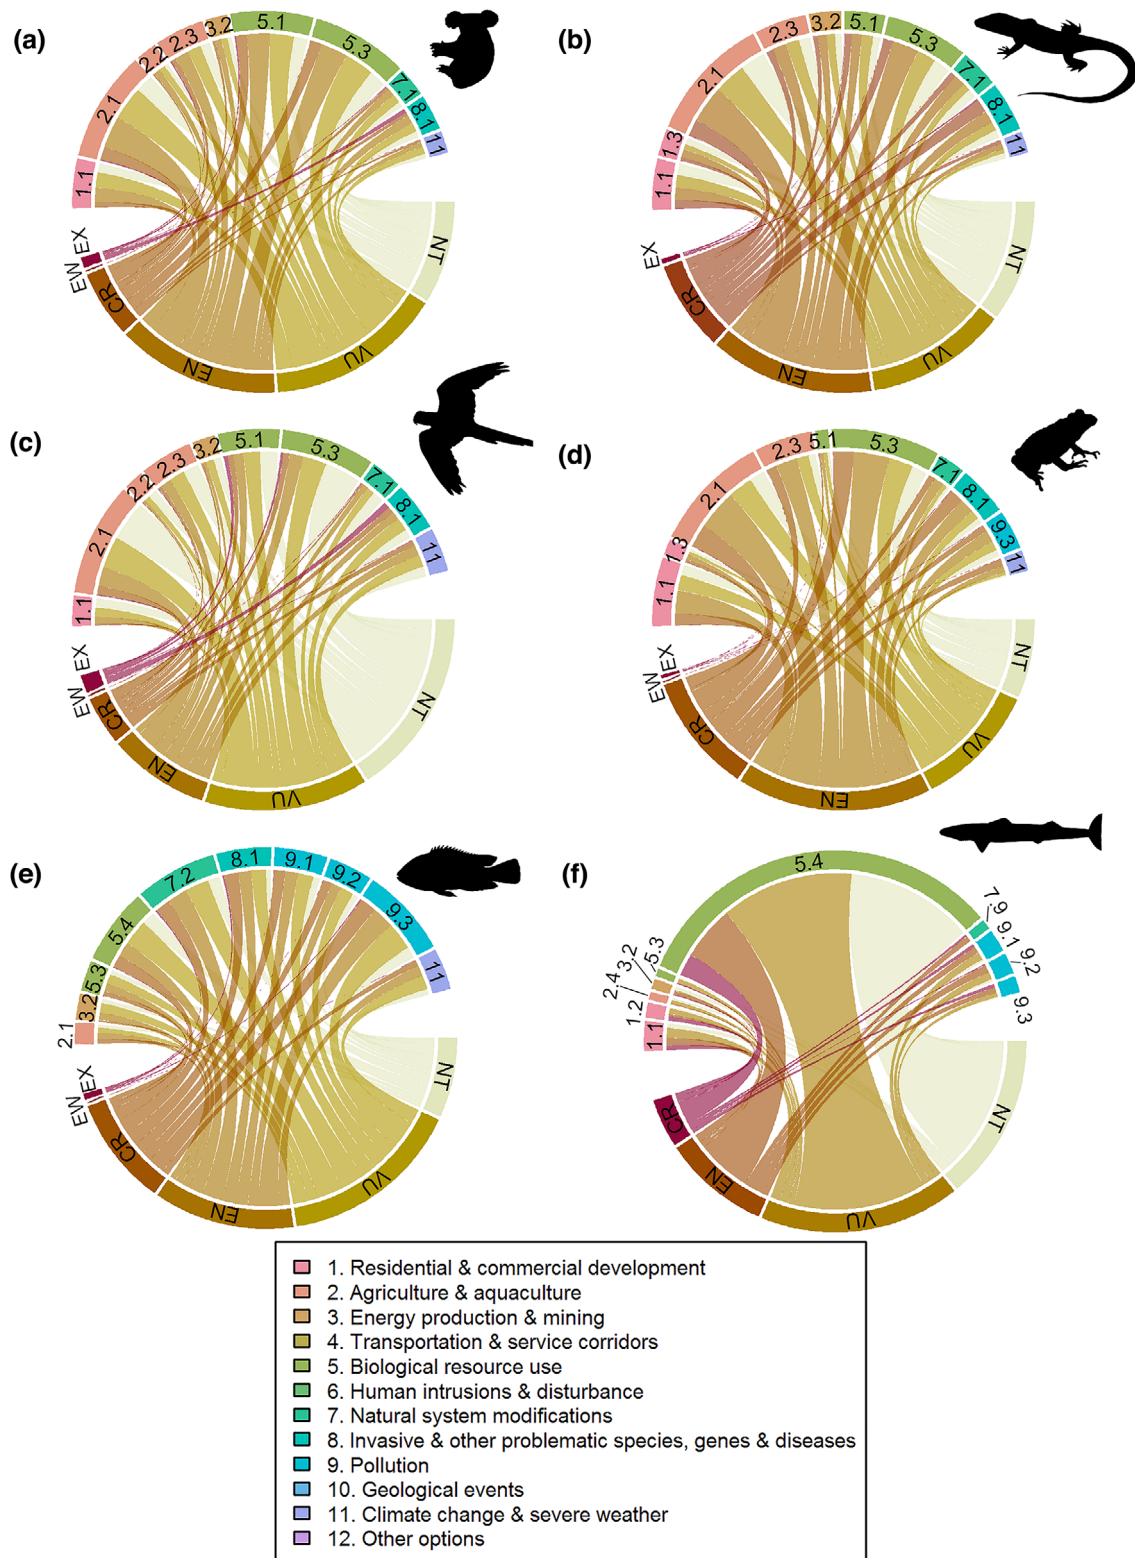 (a)
2.2
2.3
3.2
5.1
5.3
2.1
7.1
8.1
1.1
11
EX
EW
CR
EN
VU
NT
(b)
2.3
3.2
5.1
5.3
2.1
7.1
8.1
1.3
1.1
11
EX
CR
EN
VU
NT
(c)
2.2
2.3
3.2
5.1
5.3
2.1
7.1
8.1
1.1
11
EX
EW
CR
EN
VU
NT
(d)
2.3
5.1
5.3
2.1
7.1
8.1
1.3
9.3
1.1
11
EX
EW
CR
EN
VU
NT
(e)
7.2
8.1
9.1
9.2
9.3
5.4
5.3
3.2
2.1
11
EX
EW
CR
EN
VU
NT
(f)
5.4
7.9
9.1
9.2
9.3
5.3
3.2
2.4
1.2
1.1
CR
EN
VU
NT
1. Residential & commercial development
2. Agriculture & aquaculture
3. Energy production & mining
4. Transportation & service corridors
5. Biological resource use
6. Human intrusions & disturbance
7. Natural system modifications
8. Invasive & other problematic species, genes & diseases
9. Pollution
10. Geological events
11. Climate change & severe weather
12. Other options